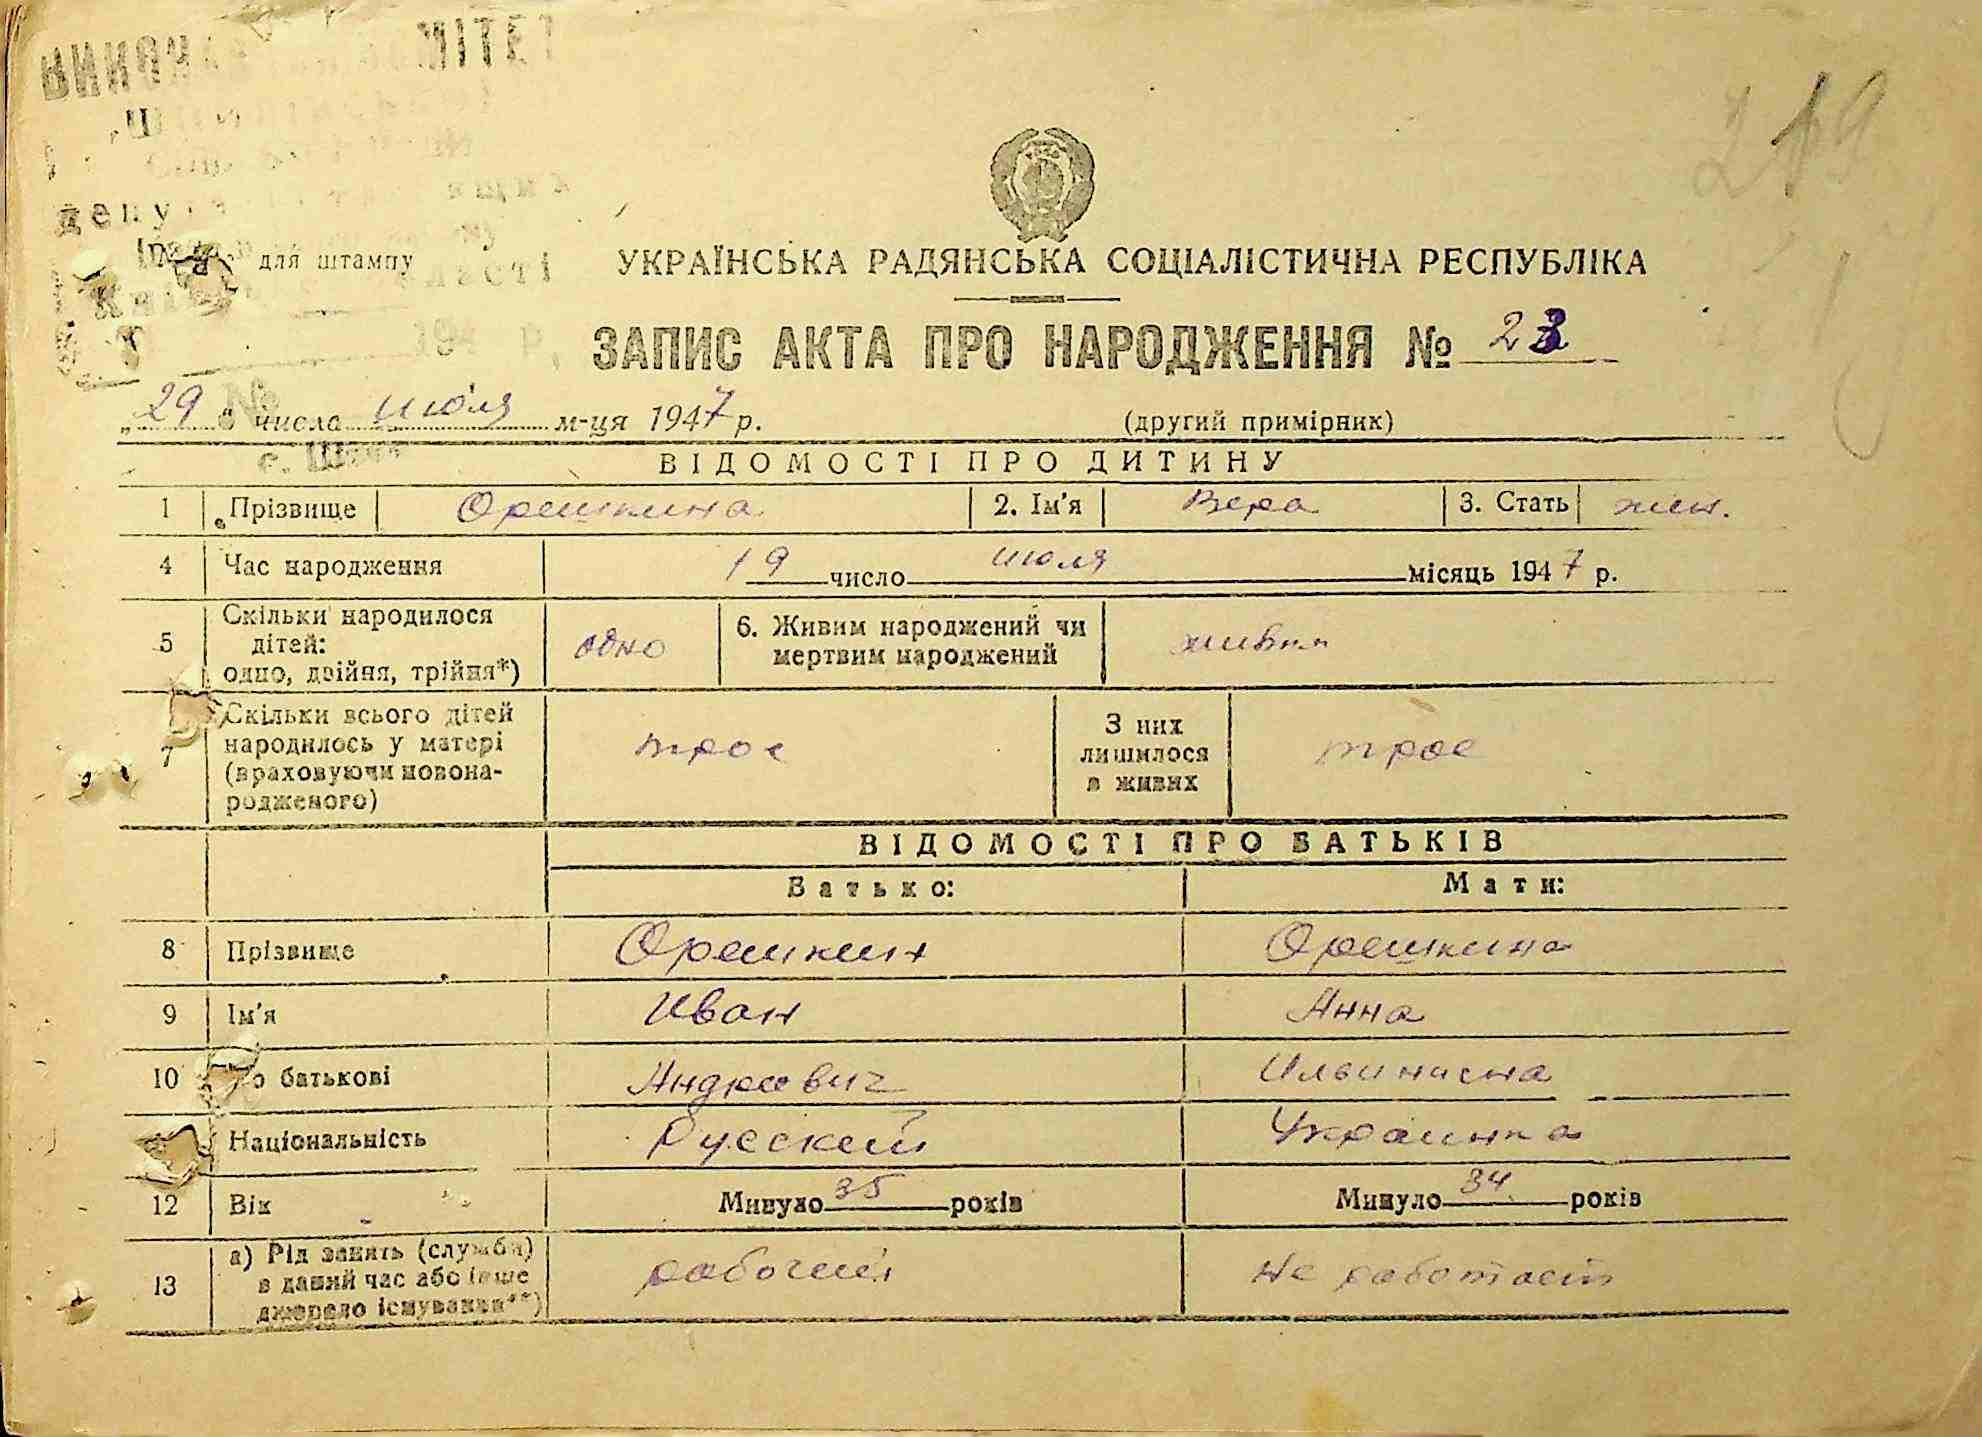 219
Місце для штампу
УКРАЇНСЬКА РАДЯНСЬКА СОЦІАЛІСТИЧНА РЕСПУБЛІКА
ЗАПИС АКТА ПРО НАРОДЖЕННЯ № 23
„29" числа июля м-ця 1947 р. (другий примірник)
ВІДОМОСТІ ПРО ДИТИНУ
1 Прізвище Орешкина 2. Ім'я Вера 3. Стать жен.
4 Час народження 19 число июля місяць 1947 р.
5 Скільки народилося дітей: одно, двійня, трійня*) одно 6. Живим народжений чи мертвим народжений живым
7 Скільки всього дітей народилось у матері (враховуючи новонародженого) трое З них лишилося в живих трое
ВІДОМОСТІ ПРО БАТЬКІВ
Батько: Мати:
8 Прізвище Орешкин Орешкина
9 Ім'я Иван Анна
10 По батькові Андреевич Ильинична
Національність Русский Украинка
12 Вік Минуло 35 років Минуло 34 років
13 а) Рід занять (служби) в даний час або інше джерело існування**) рабочий не работает